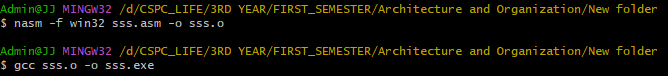 Admin@JJ MINGW32 /d/CSPC_LIFE/3RD YEAR/FIRST_SEMESTER/Architecture and Organization/New folder
$ nasm -f win32 sss.asm -o sss.o
Admin@JJ MINGW32 /d/CSPC_LIFE/3RD YEAR/FIRST_SEMESTER/Architecture and Organization/New folder
$ gcc sss.o -o sss.exe